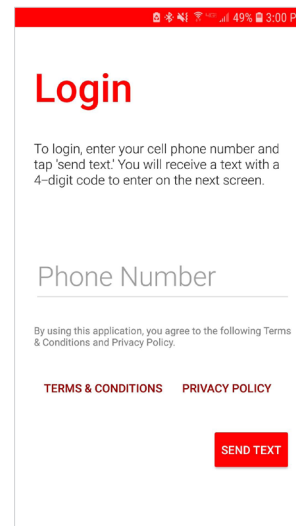 49% 3:00 P
Login
To login, enter your cell phone number and
tap 'send text.' You will receive a text with a
4-digit code to enter on the next screen.
Phone Number
By using this application, you agree to the following Terms
& Conditions and Privacy Policy.
TERMS & CONDITIONS PRIVACY POLICY
SEND TEXT